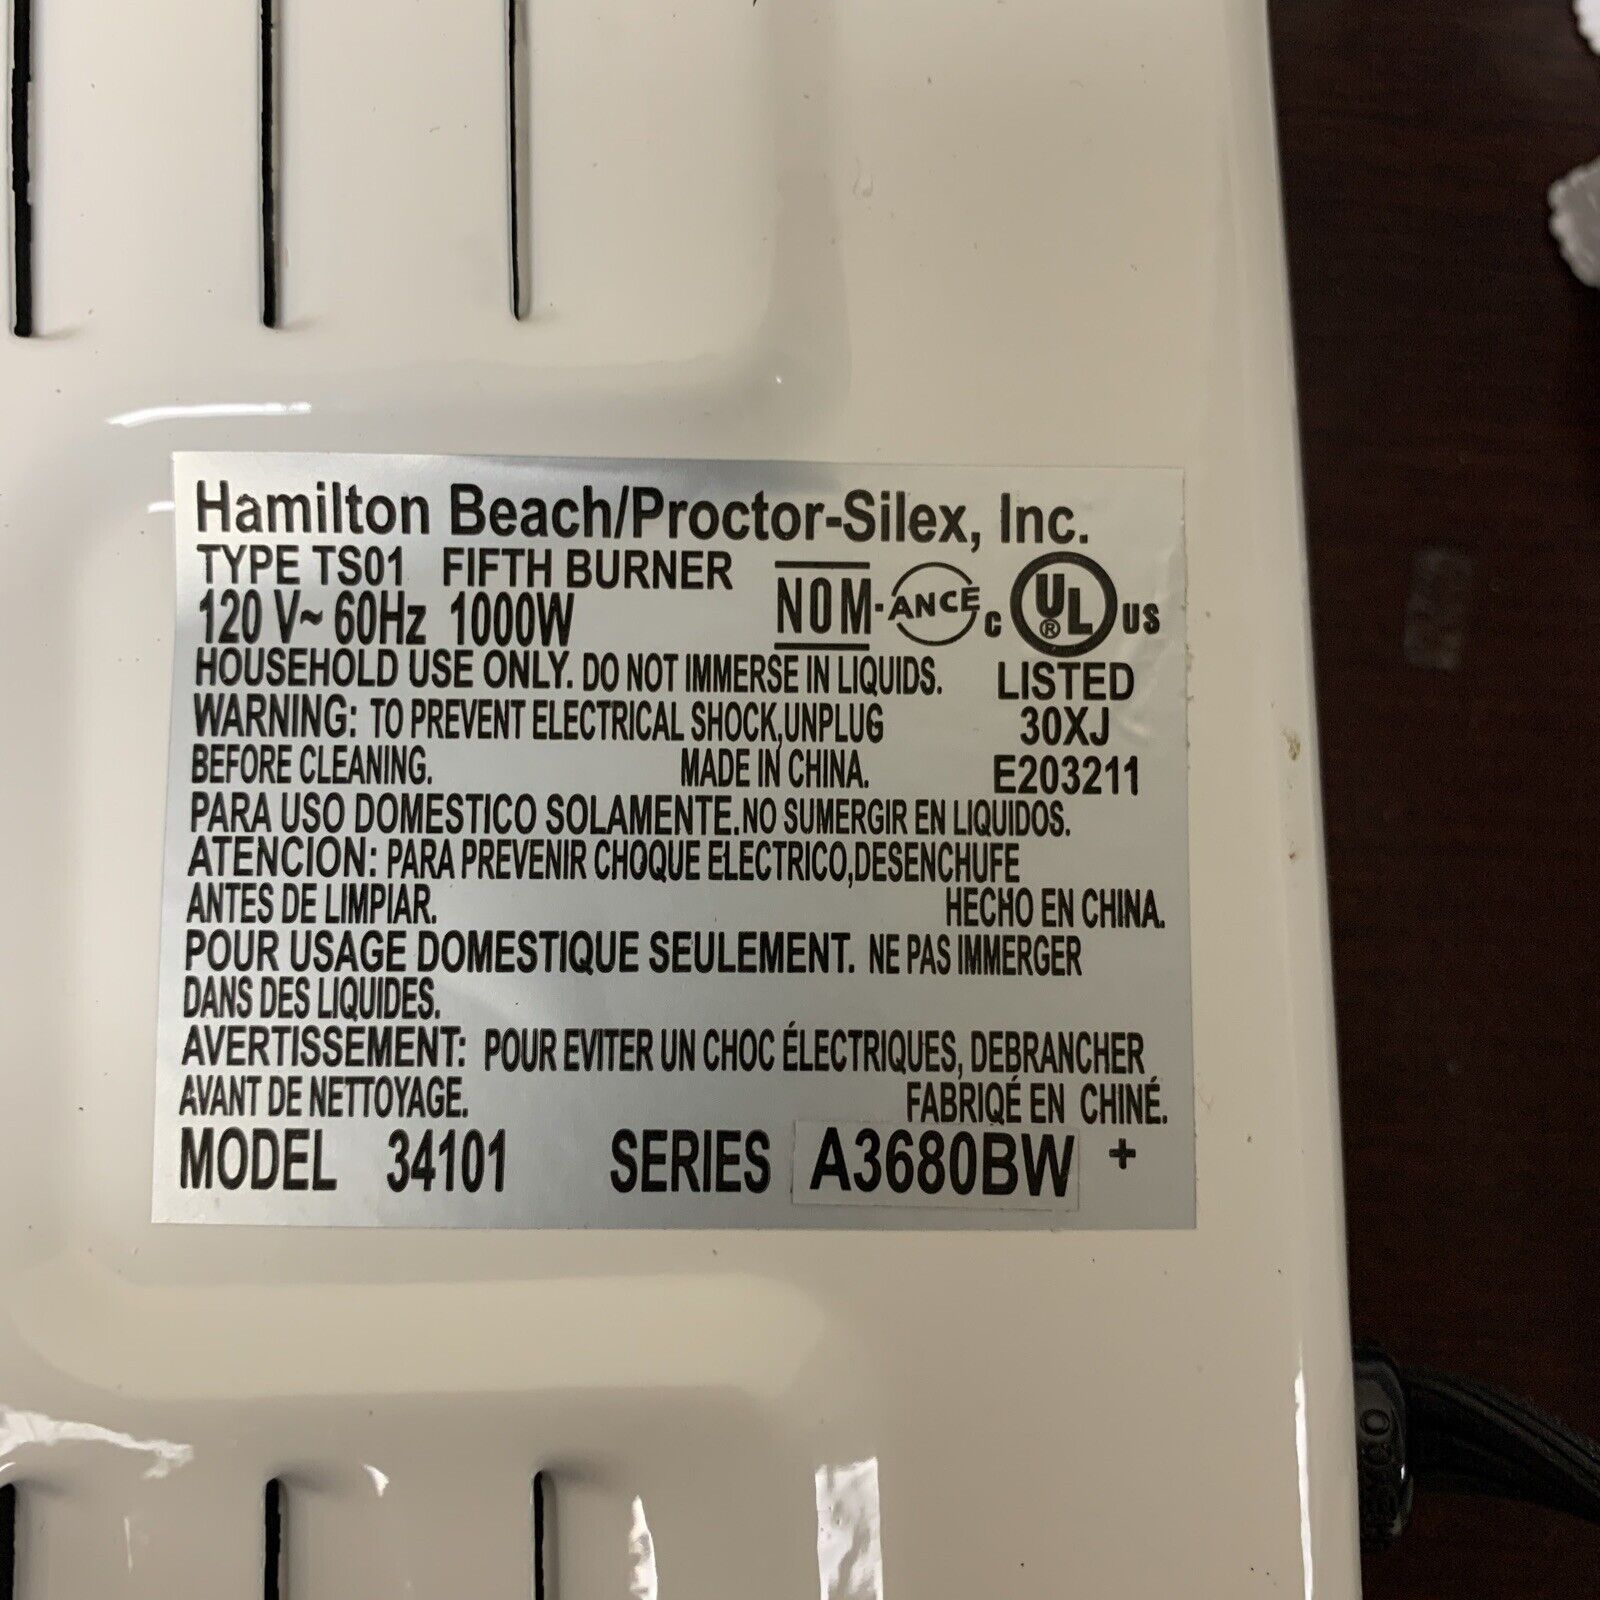 Hamilton Beach/Proctor-Silex, Inc.
TYPE TS01 FIFTH BURNER
120 V~ 60Hz 1000W
NOM-ANCE
C UL® US
HOUSEHOLD USE ONLY. DO NOT IMMERSE IN LIQUIDS.
LISTED
WARNING: TO PREVENT ELECTRICAL SHOCK,UNPLUG
30XJ
BEFORE CLEANING. MADE IN CHINA.
E203211
PARA USO DOMESTICO SOLAMENTE.NO SUMERGIR EN LIQUIDOS.
ATENCION: PARA PREVENIR CHOQUE ELECTRICO,DESENCHUFE
ANTES DE LIMPIAR. HECHO EN CHINA.
POUR USAGE DOMESTIQUE SEULEMENT. NE PAS IMMERGER
DANS DES LIQUIDES.
AVERTISSEMENT: POUR EVITER UN CHOC ÉLECTRIQUES, DEBRANCHER
AVANT DE NETTOYAGE. FABRIQÉ EN CHINÉ.
MODEL 34101 SERIES A3680BW +